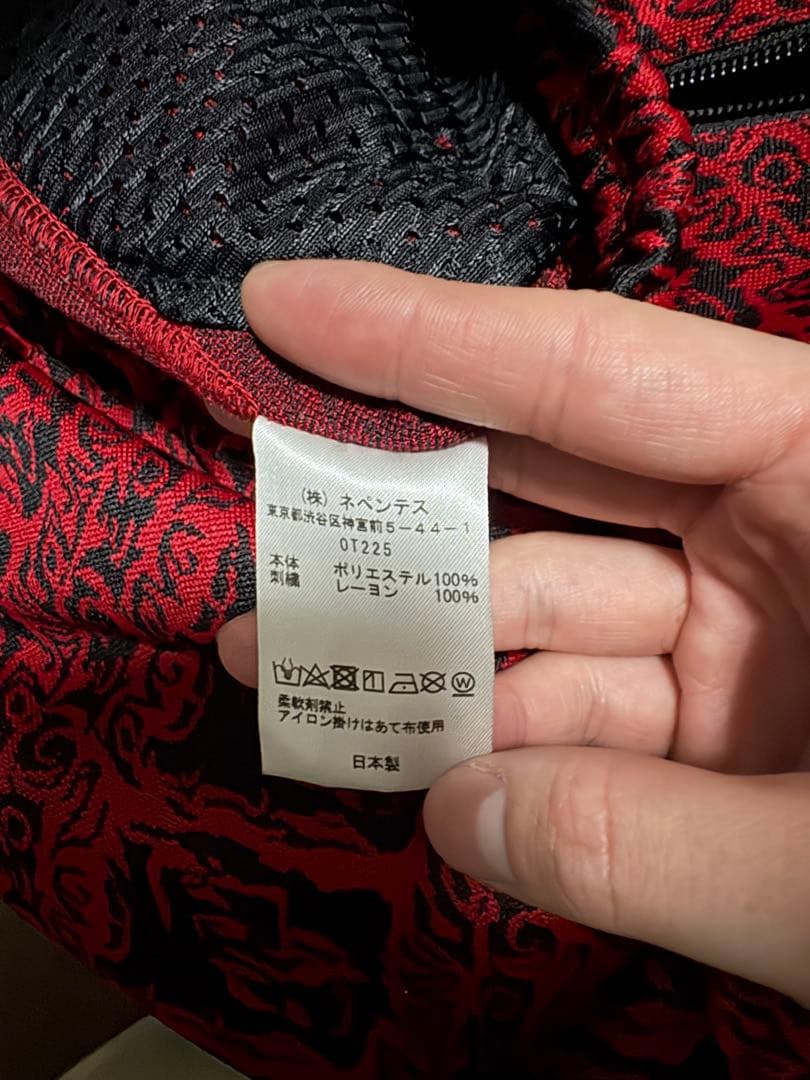 (株) ネペンテス
東京都渋谷区神宮前5-44-1
OT225
本体 ポリエステル100%
刺繍 レーヨン 100%
柔軟剤禁止
アイロン掛けはあて布使用
日本製